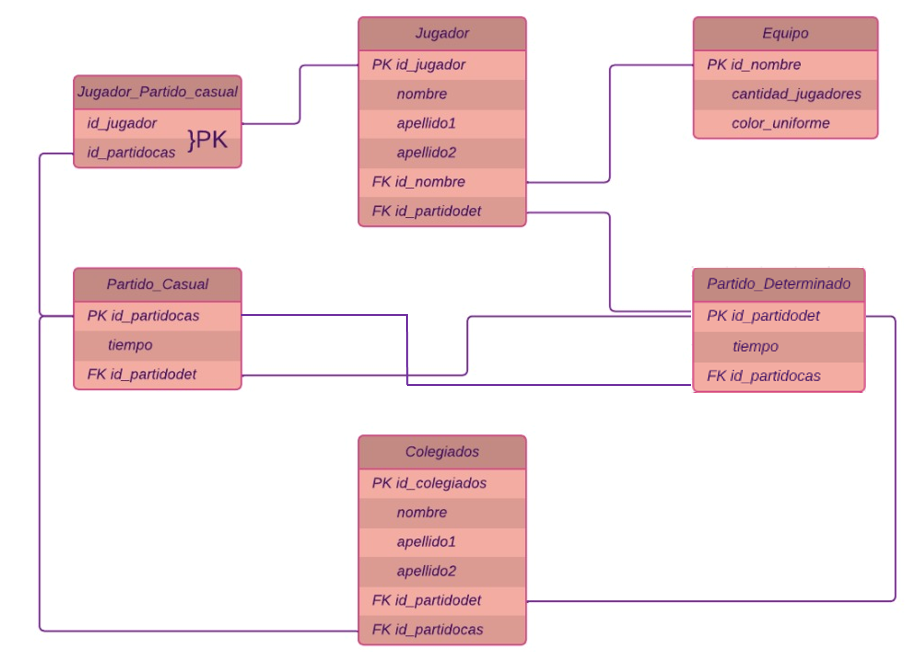 Jugador
PK id_jugador
nombre
apellido1
apellido2
FK id_nombre
FK id_partidodet
Equipo
PK id_nombre
cantidad_jugadores
color_uniforme
Jugador_Partido_casual
id_jugador
}PK
id_partidocas
Partido_Casual
PK id_partidocas
tiempo
FK id_partidodet
Partido_Determinado
PK id_partidodet
tiempo
FK id_partidocas
Colegiados
PK id_colegiados
nombre
apellido1
apellido2
FK id_partidodet
FK id_partidocas